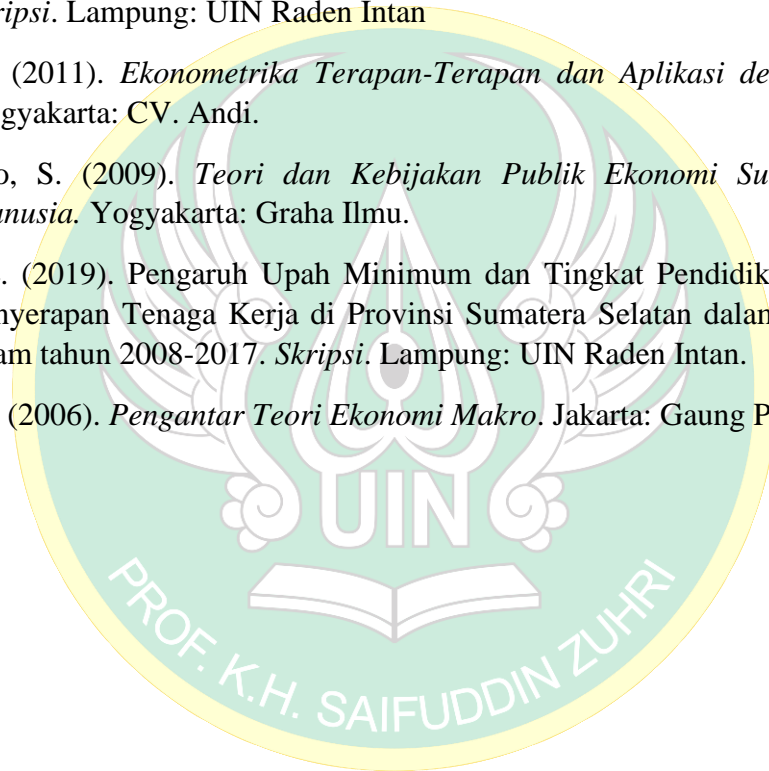 ripsi. Lampung: UIN Raden Intan
(2011). Ekonometrika Terapan-Terapan dan Aplikasi de
gyakarta: CV. Andi.
o, S. (2009). Teori dan Kebijakan Publik Ekonomi Su
anusia. Yogyakarta: Graha Ilmu.
. (2019). Pengaruh Upah Minimum dan Tingkat Pendidik
nyerapan Tenaga Kerja di Provinsi Sumatera Selatan dalan
am tahun 2008-2017. Skripsi. Lampung: UIN Raden Intan.
(2006). Pengantar Teori Ekonomi Makro. Jakarta: Gaung P
UIN
PROF. K.H. SAIFUDDIN ZUHRI